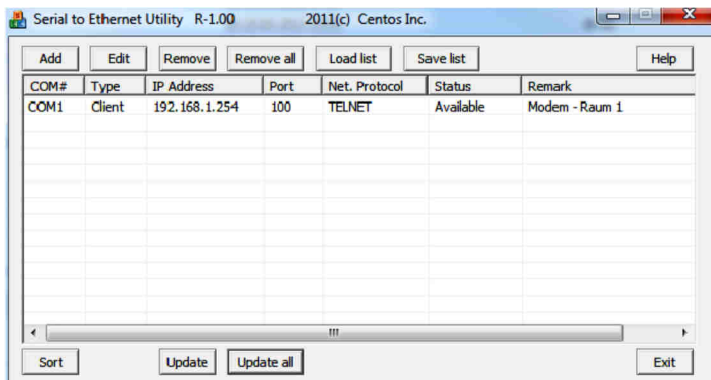 Serial to Ethernet Utility R-1.00 2011(c) Centos Inc.
Add Edit Remove Remove all Load list Save list Help
COM# Type IP Address Port Net. Protocol Status Remark
COM1 Client 192.168.1.254 100 TELNET Available Modem - Raum 1
Sort Update Update all Exit